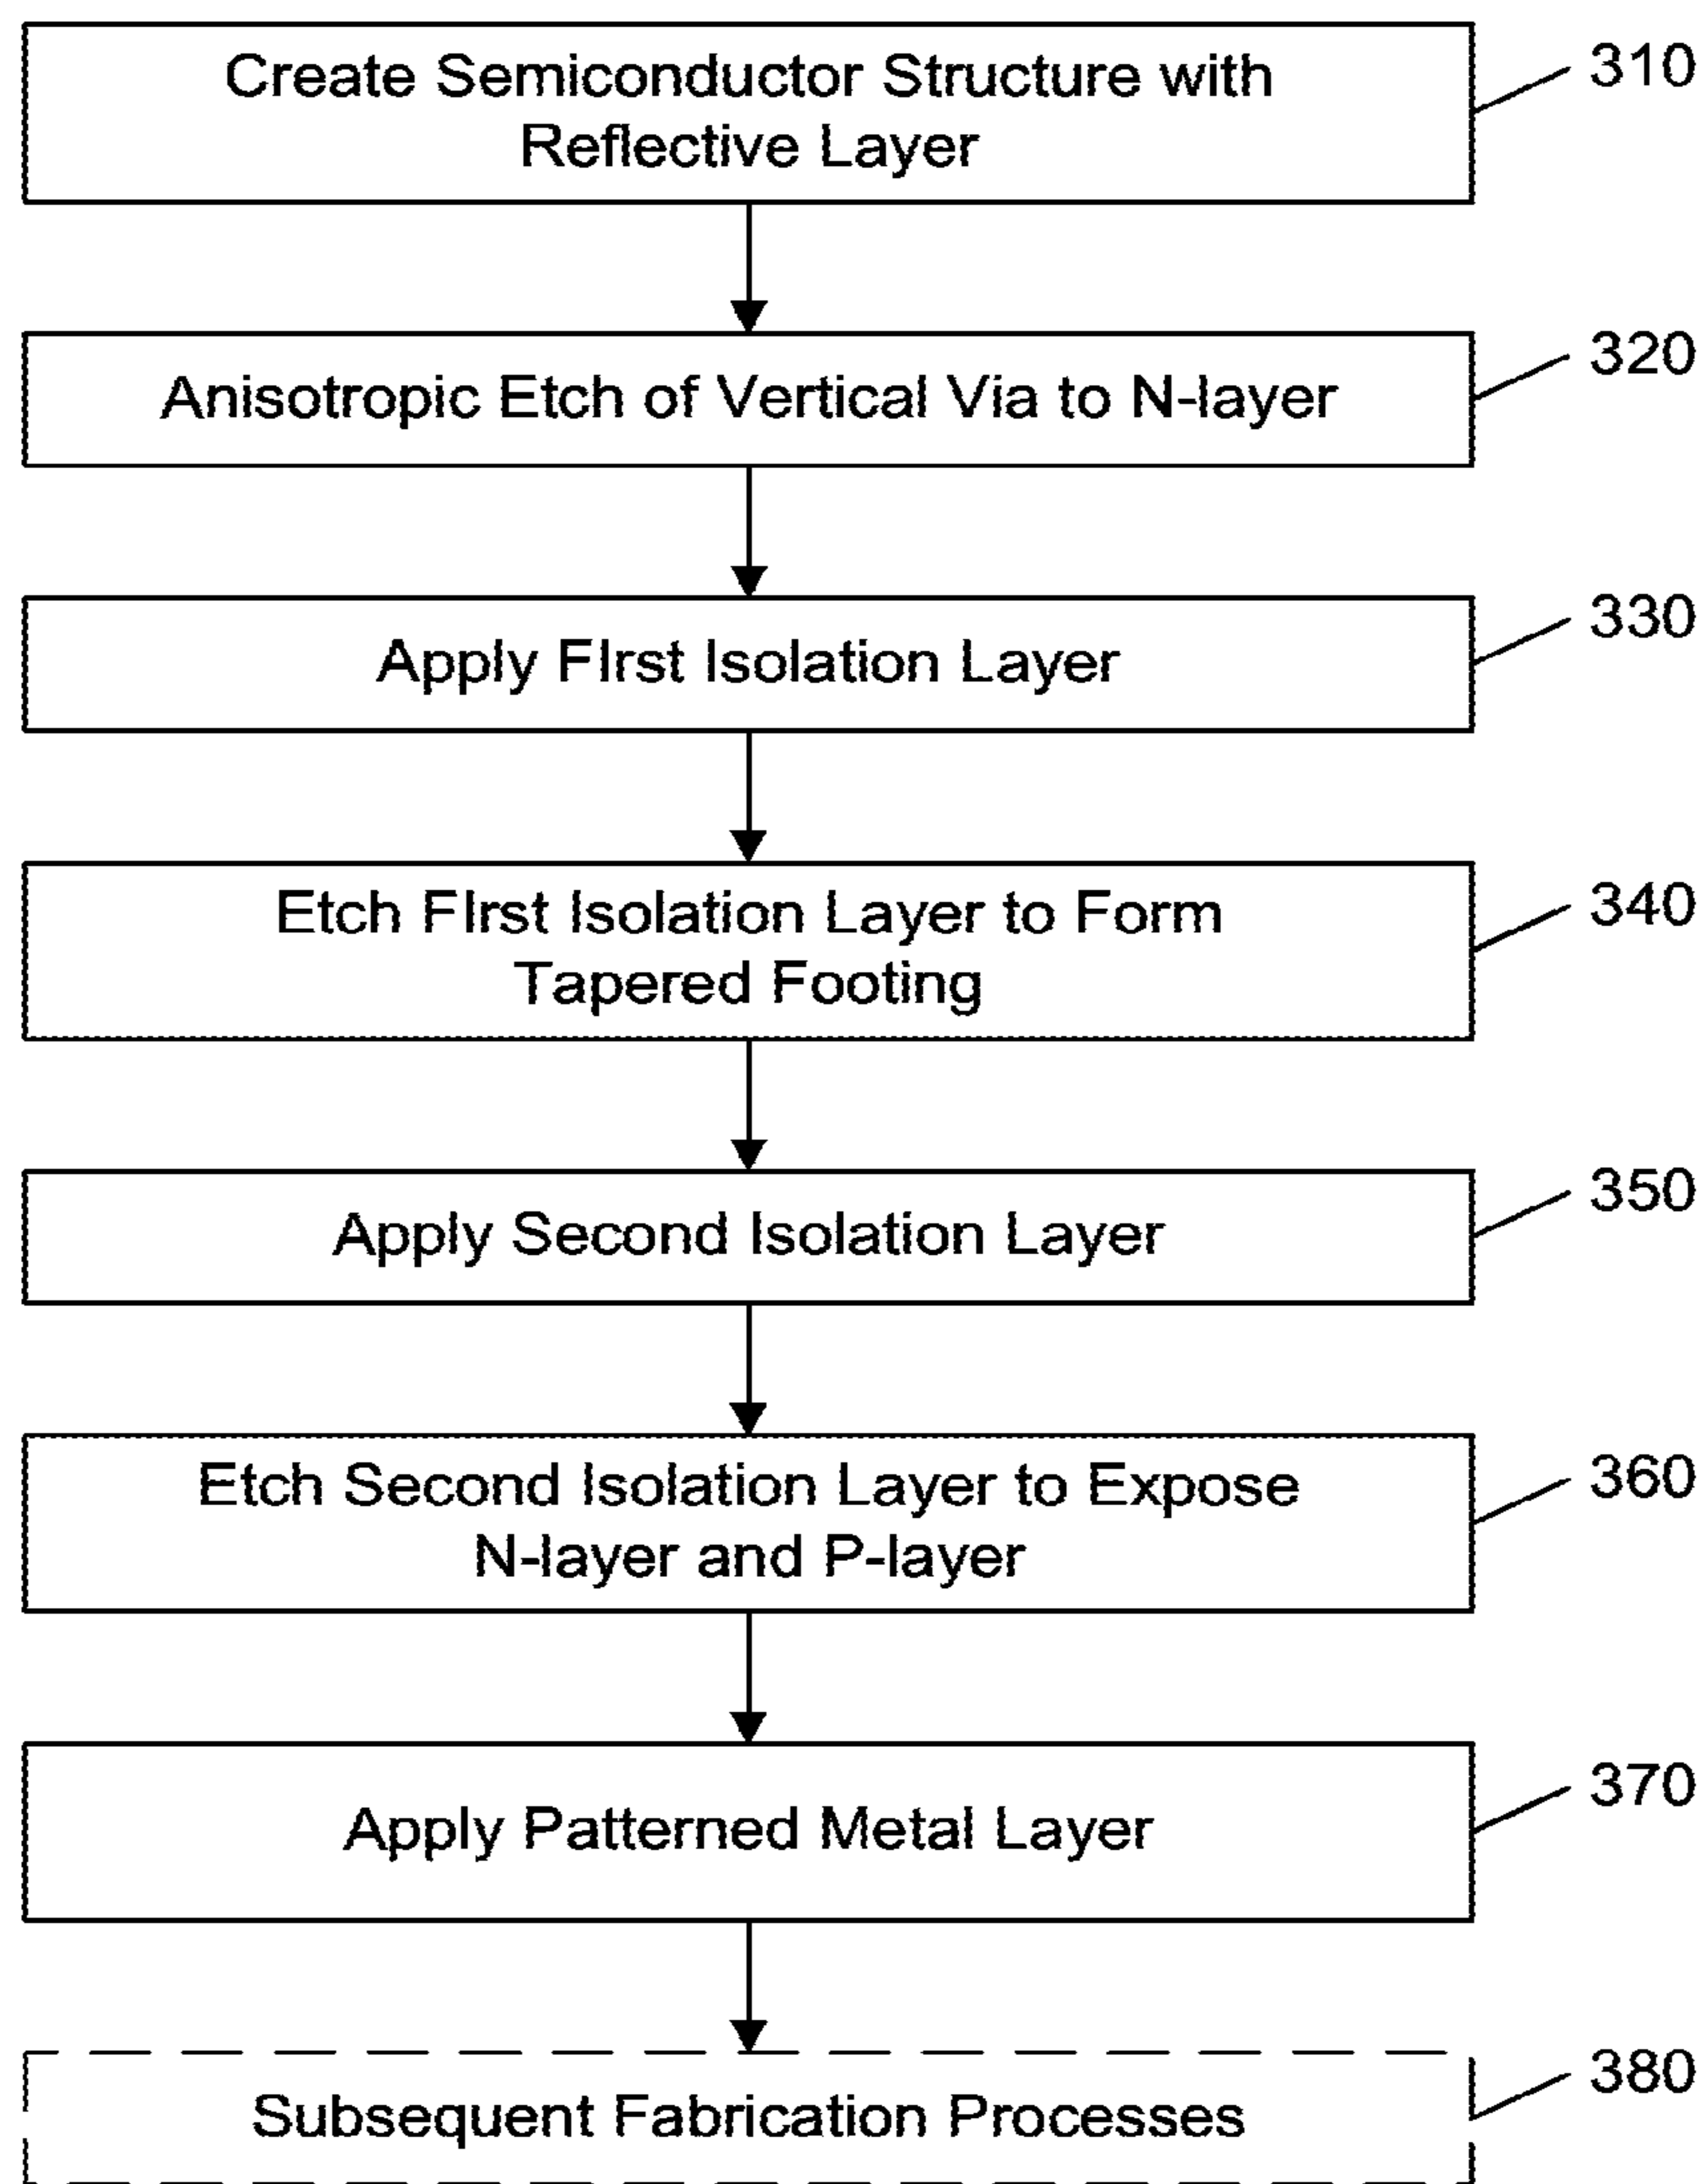 Create Semiconductor Structure with
Reflective Layer
310
Anisotropic Etch of Vertical Via to N-layer
320
Apply FIrst Isolation Layer
330
Etch FIrst Isolation Layer to Form
Tapered Footing
340
Apply Second Isolation Layer
350
Etch Second Isolation Layer to Expose
N-layer and P-layer
360
Apply Patterned Metal Layer
370
Subsequent Fabrication Processes
380